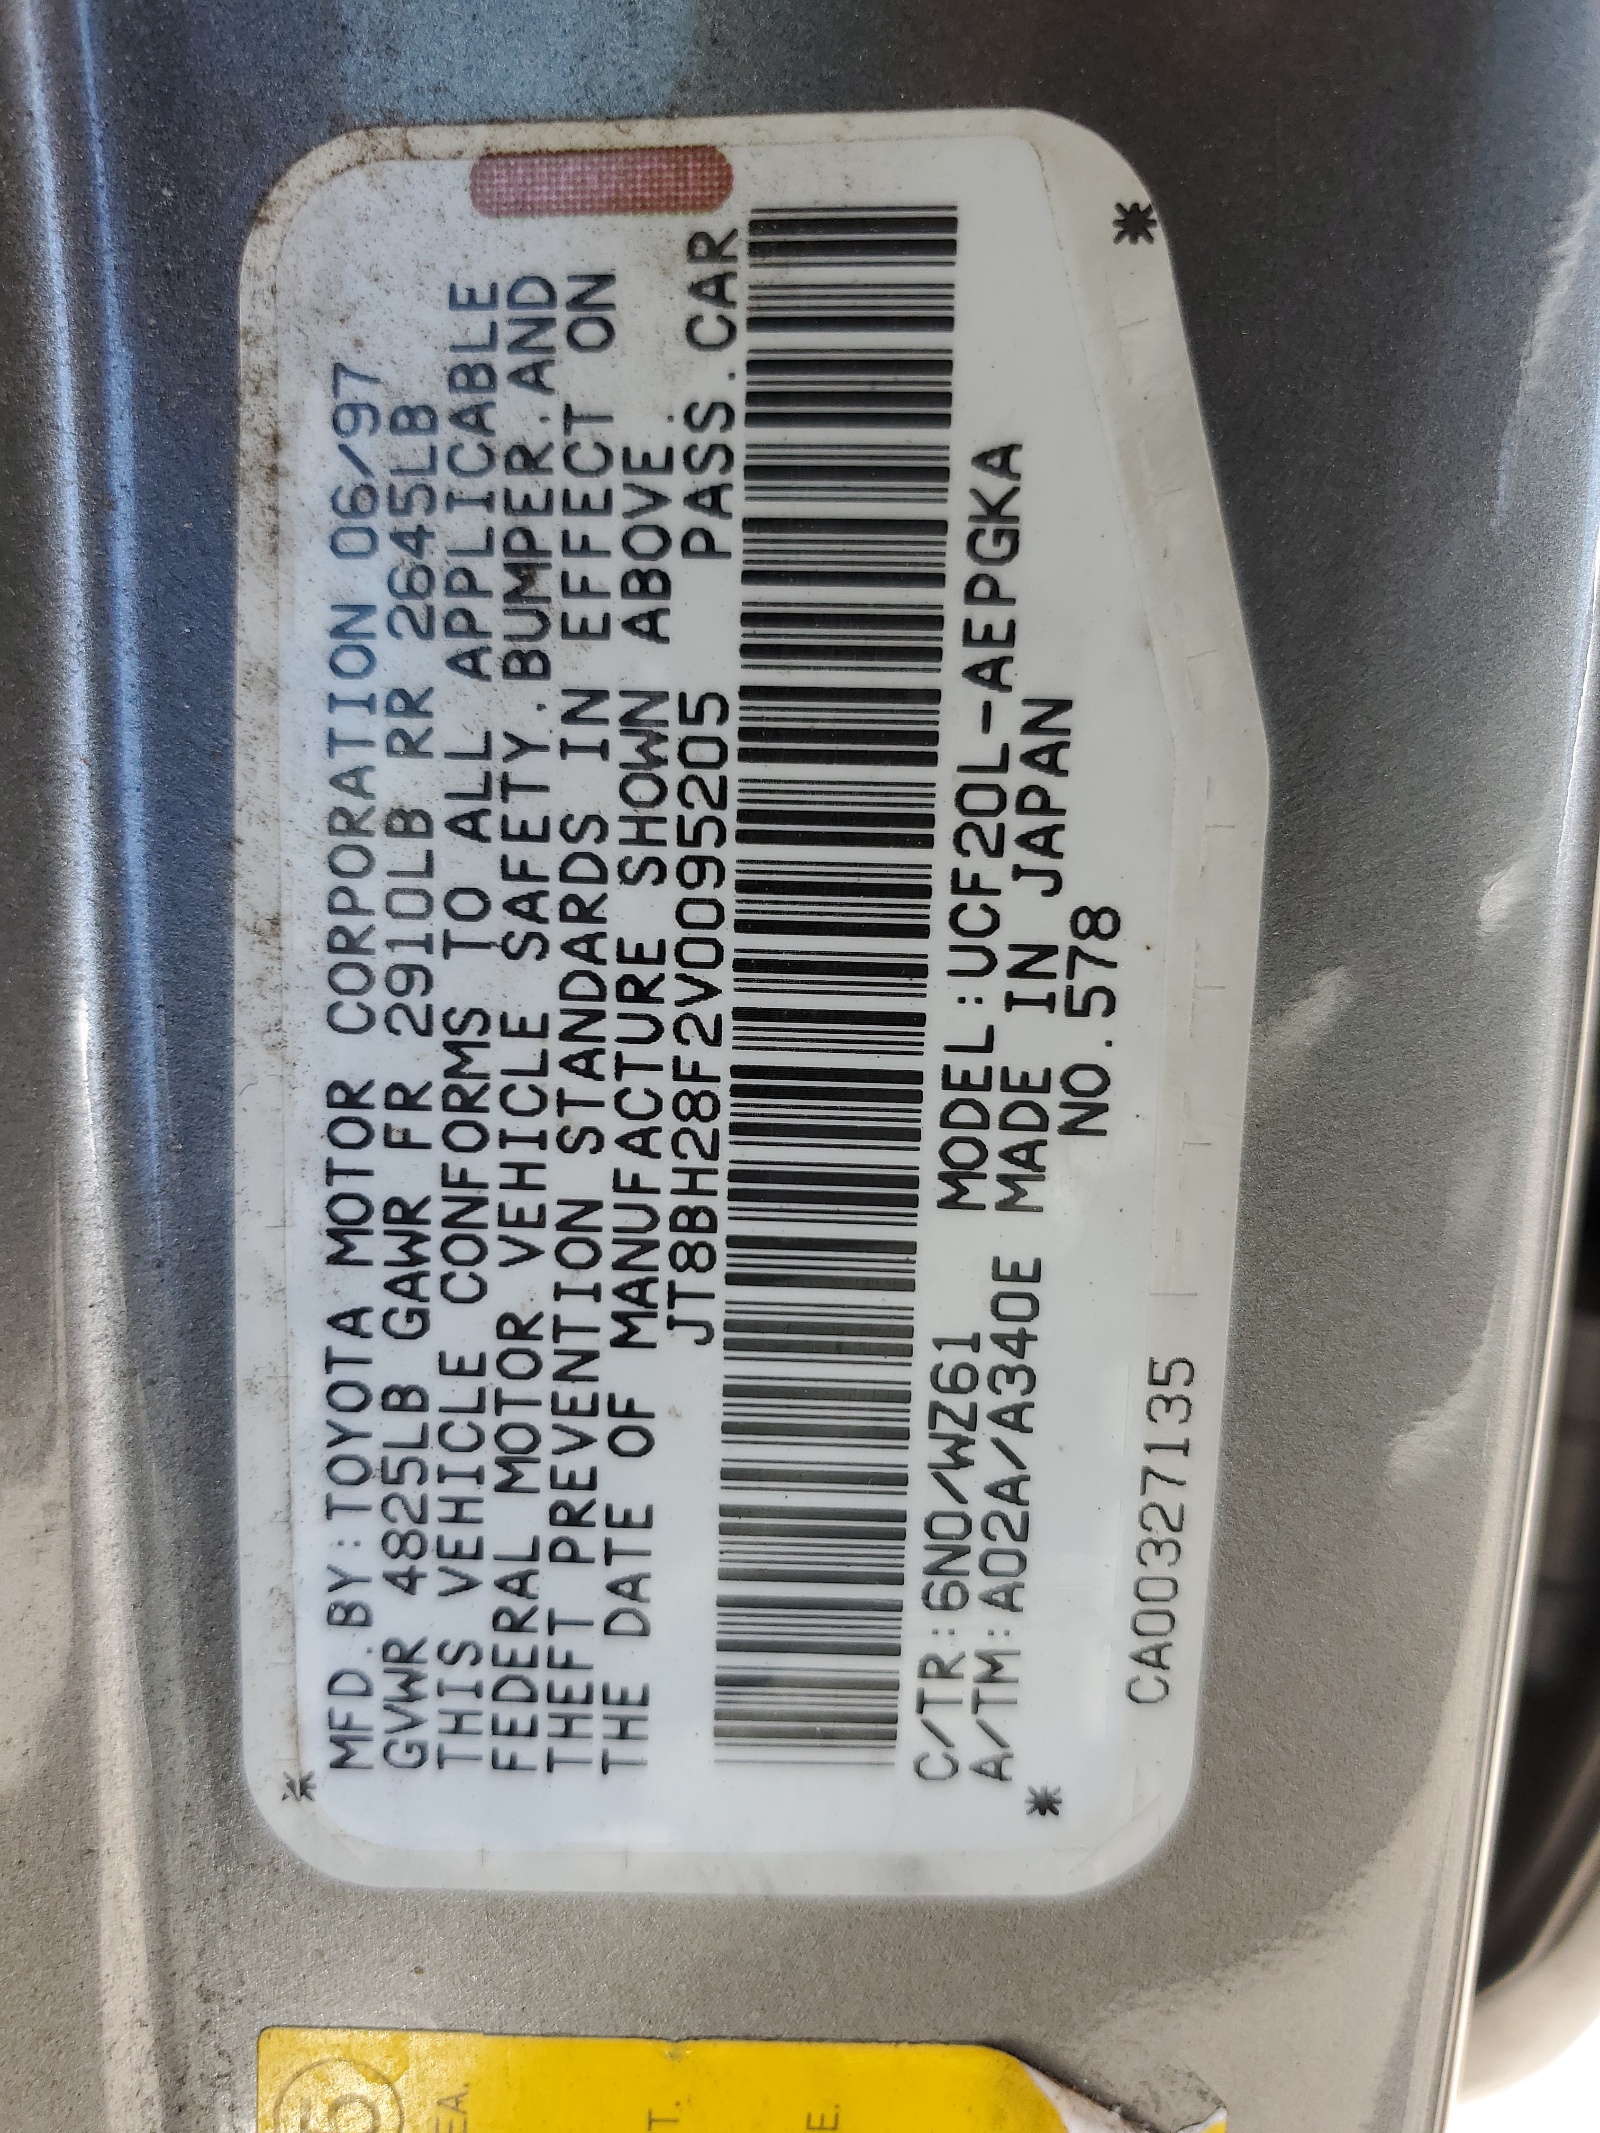 MFD.BY:TOYOTA MOTOR CORPORATION 06/97
GVWR 4825LB GAWR FR 2910LB RR 2645LB
THIS VEHICLE CONFORMS TO ALL APPLICABLE
FEDERAL MOTOR VEHICLE SAFETY.BUMPER.AND
THEFT PREVENTION STANDARDS IN EFFECT ON
THE DATE OF MANUFACTURE SHOWN ABOVE.
JT8BH28F2V0095205 PASS.CAR
C/TR:6N0/WZ61 MODEL:UCF20L-AEPGKA
A/TM:A02A/A340E MADE IN JAPAN
NO.578
CA00327135
5
EA.
T.
E.